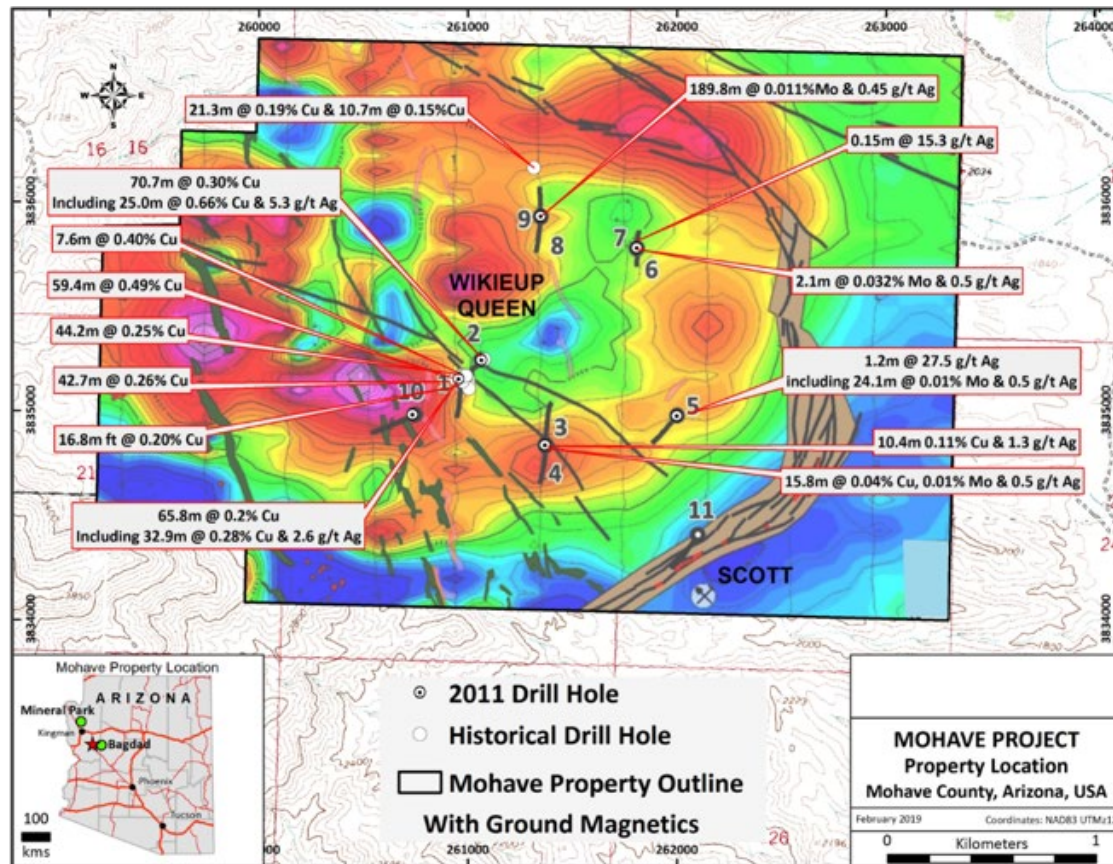 260000
261000
262000
263000
264000
N
W E
S
16 15
3836000
3836000
3835000
3835000
3834000
3834000
21.3m @ 0.19% Cu & 10.7m @ 0.15%Cu
189.8m @ 0.011%Mo & 0.45 g/t Ag
0.15m @ 15.3 g/t Ag
70.7m @ 0.30% Cu
Including 25.0m @ 0.66% Cu & 5.3 g/t Ag
7.6m @ 0.40% Cu
59.4m @ 0.49% Cu
44.2m @ 0.25% Cu
42.7m @ 0.26% Cu
16.8m ft @ 0.20% Cu
65.8m @ 0.2% Cu
Including 32.9m @ 0.28% Cu & 2.6 g/t Ag
2.1m @ 0.032% Mo & 0.5 g/t Ag
1.2m @ 27.5 g/t Ag
including 24.1m @ 0.01% Mo & 0.5 g/t Ag
10.4m 0.11% Cu & 1.3 g/t Ag
15.8m @ 0.04% Cu, 0.01% Mo & 0.5 g/t Ag
9
8
7
6
WIKIEUP
QUEEN
2
1
10
3
4
5
11
SCOTT
2034
21
26
Mohave Property Location
ARIZONA
Mineral Park
Kingman
Bagdad
Phoenix
Tucson
100
kms
2011 Drill Hole
Historical Drill Hole
Mohave Property Outline
With Ground Magnetics
MOHAVE PROJECT
Property Location
Mohave County, Arizona, USA
February 2019
Coordinates: NAD83 UTMz12
0 Kilometers 1
260000
261000
262000